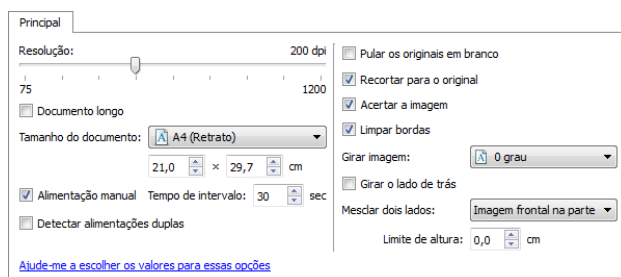 Principal
Resolução: 200 dpi
75 1200
Documento longo
Tamanho do documento: A4 (Retrato)
21,0 × 29,7 cm
Alimentação manual Tempo de intervalo: 30 sec
Detectar alimentações duplas
Ajude-me a escolher os valores para essas opções
Pular os originais em branco
Recortar para o original
Acertar a imagem
Limpar bordas
Girar imagem: 0 grau
Girar o lado de trás
Mesclar dois lados: Imagem frontal na parte
Limite de altura: 0,0 cm